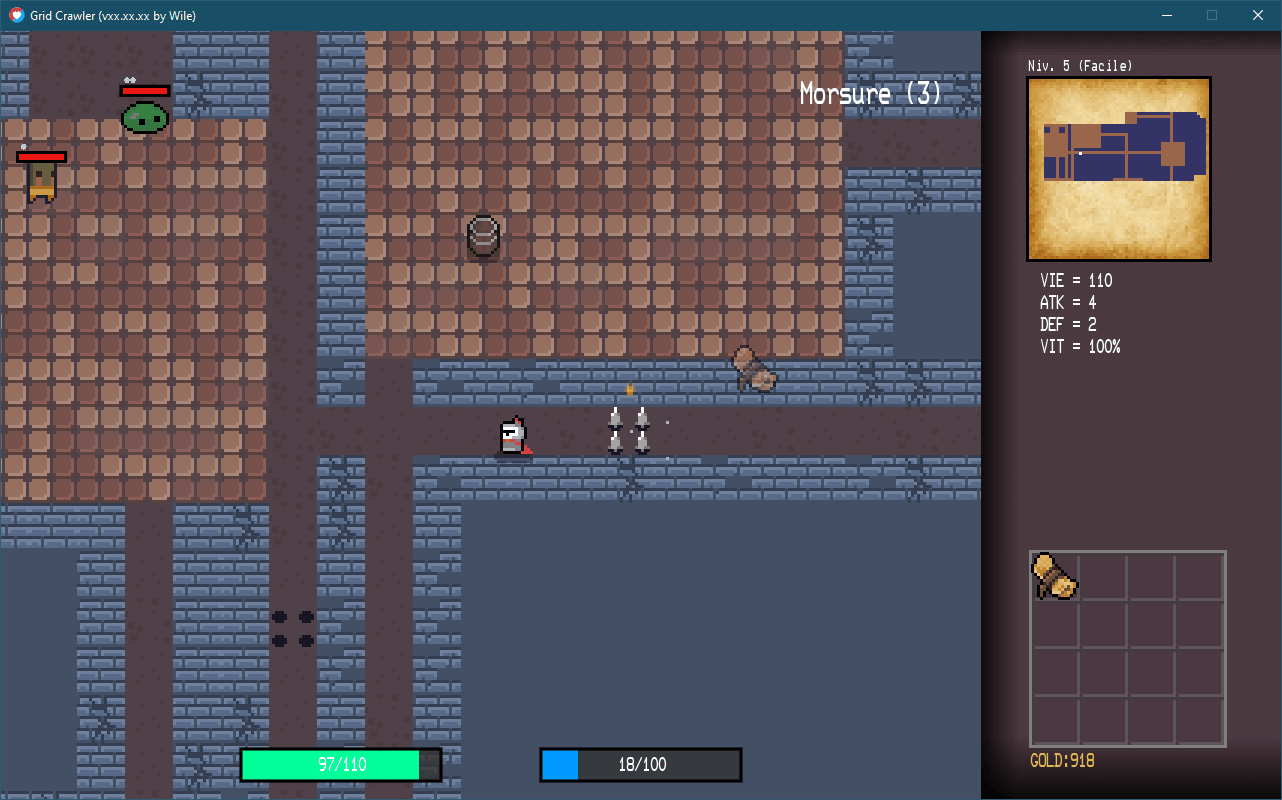 Grid Crawler (vxx.xx.xx by Wile)
Niv. 5 (Facile)
Morsure (3)
VIE = 110
ATK = 4
DEF = 2
VIT = 100%
97/110
18/100
GOLD:918